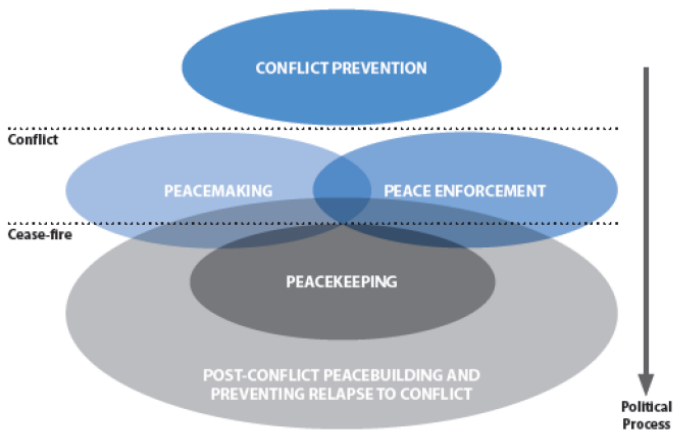 CONFLICT PREVENTION
Conflict
PEACEMAKING
PEACE ENFORCEMENT
Cease-fire
PEACEKEEPING
POST-CONFLICT PEACEBUILDING AND
PREVENTING RELAPSE TO CONFLICT
Political
Process